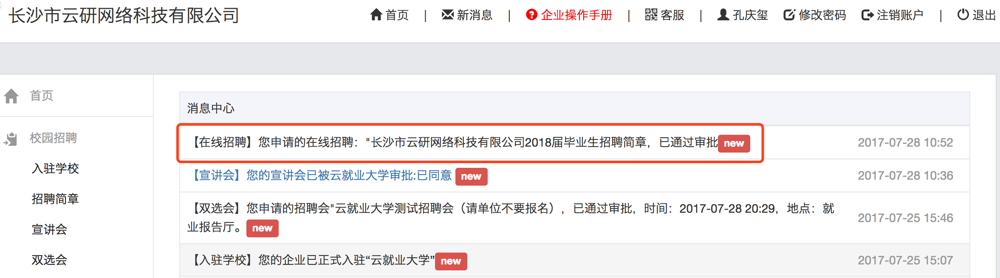 长沙市云研网络科技有限公司
首页 | 新消息 | 企业操作手册 | 客服 | 孔庆玺 修改密码 注销账户 | 退出
首页
校园招聘
入驻学校
招聘简章
宣讲会
双选会
消息中心
【在线招聘】您申请的在线招聘："长沙市云研网络科技有限公司2018届毕业生招聘简章，已通过审批 new 2017-07-28 10:52
【宣讲会】您的宣讲会已被云就业大学审批:已同意 new 2017-07-28 10:36
【双选会】您申请的招聘会"云就业大学测试招聘会（请单位不要报名），已通过审批，时间：2017-07-28 20:29，地点：就
业报告厅。 new 2017-07-25 15:46
【入驻学校】您的企业已正式入驻“云就业大学” new 2017-07-25 15:07